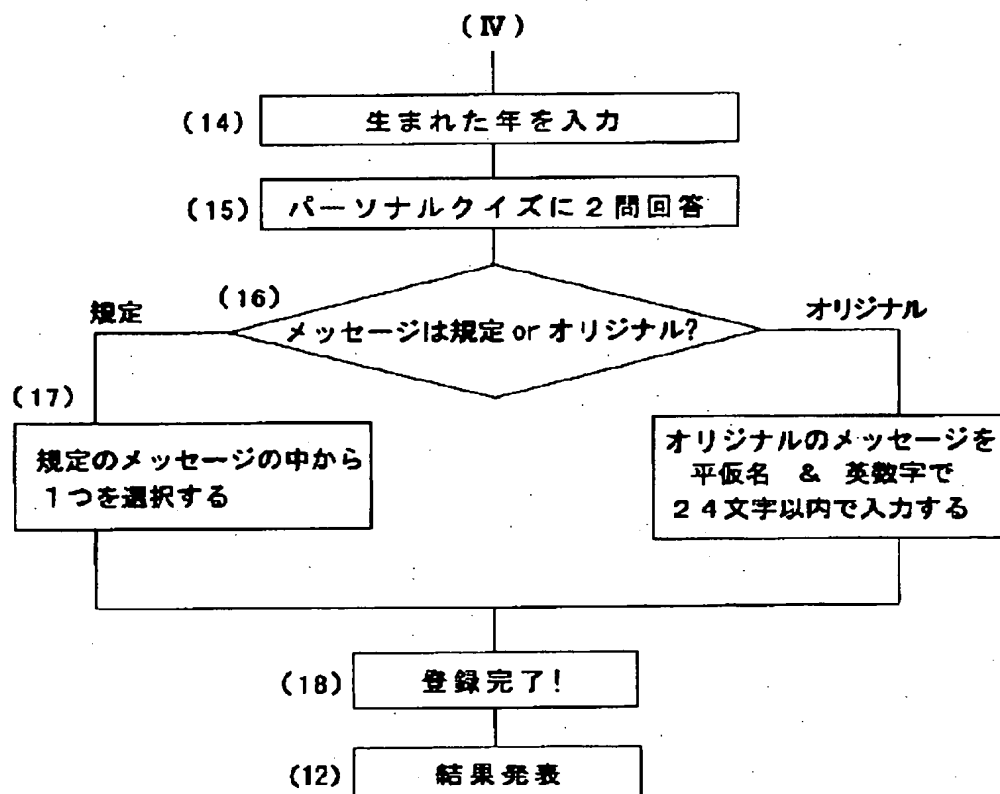 (Ⅳ)
(14) 生まれた年を入力
(15) パーソナルクイズに2問回答
(16)
規定
オリジナル
メッセージは規定 or オリジナル?
(17)
規定のメッセージの中から
1つを選択する
オリジナルのメッセージを
平仮名 & 英数字で
24文字以内で入力する
(18) 登録完了!
(12) 結果発表